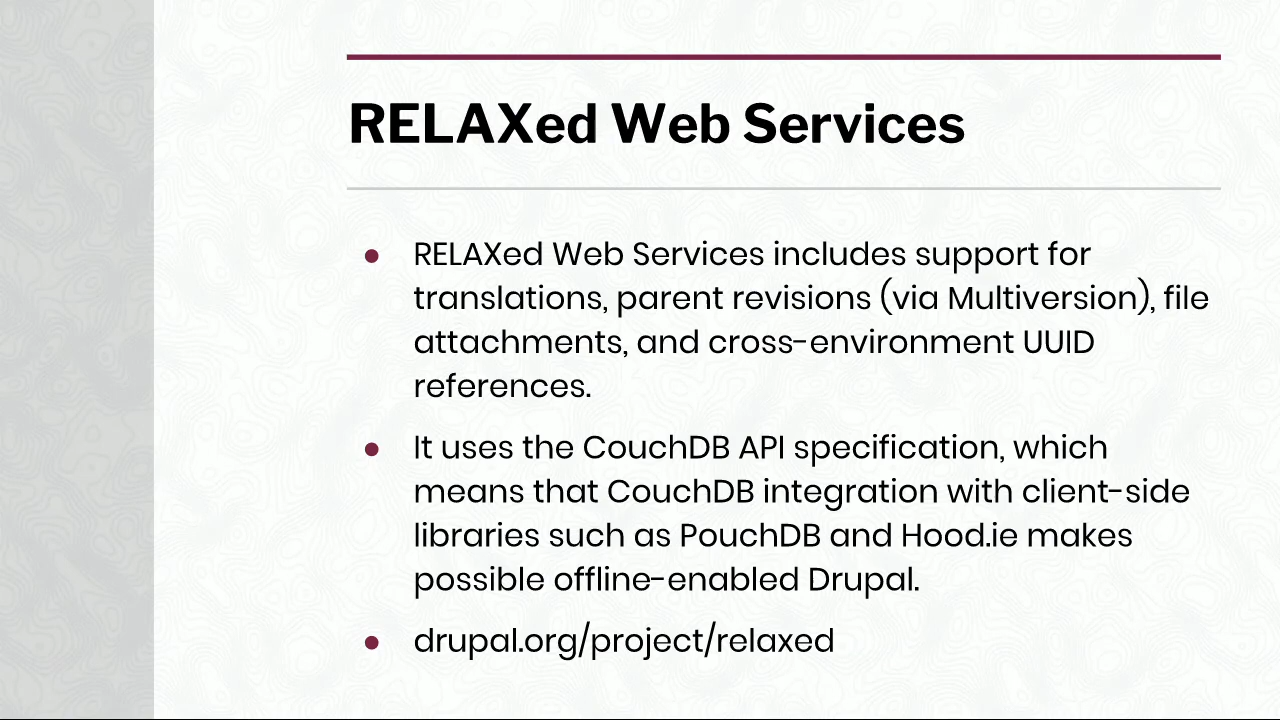 RELAXed Web Services
● RELAXed Web Services includes support for
translations, parent revisions (via Multiversion), file
attachments, and cross-environment UUID
references.
● It uses the CouchDB API specification, which
means that CouchDB integration with client-side
libraries such as PouchDB and Hood.ie makes
possible offline-enabled Drupal.
● drupal.org/project/relaxed